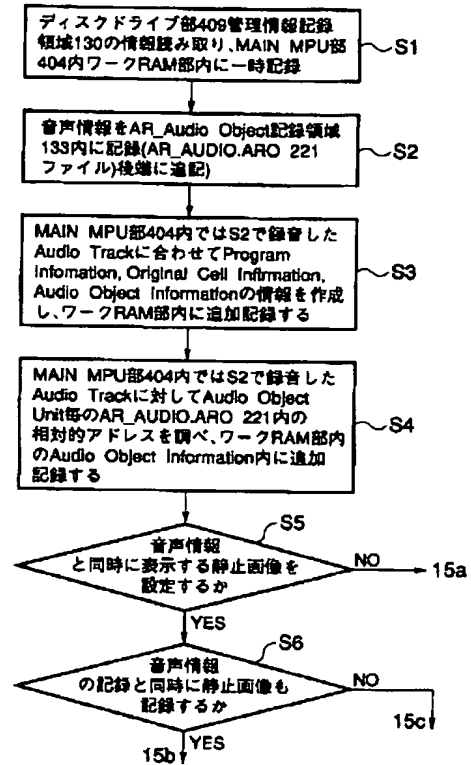 ディスクドライブ部409管理情報記録
領域130の情報読み取り、MAIN MPU部
404内ワークRAM部内に一時記録
S1
音声情報をAR_Audio Object記録領域
133内に記録(AR_AUDIO.ARO 221
ファイル)後端に追記)
S2
MAIN MPU部404内ではS2で録音した
Audio Trackに合わせてProgram
Infomation, Original Cell Infirmation,
Audio Object Informationの情報を作成
し、ワークRAM部内に追加記録する
S3
MAIN MPU部404内ではS2で録音した
Audio Trackに対してAudio Object
Unit毎のAR_AUDIO.ARO 221内の
相対的アドレスを調べ、ワークRAM部内
のAudio Object Information内に追加
記録する
S4
S5
音声情報
と同時に表示する静止画像を
設定するか
NO
15a
YES
S6
音声情報
の記録と同時に静止画像も
記録するか
NO
15c
YES
15b